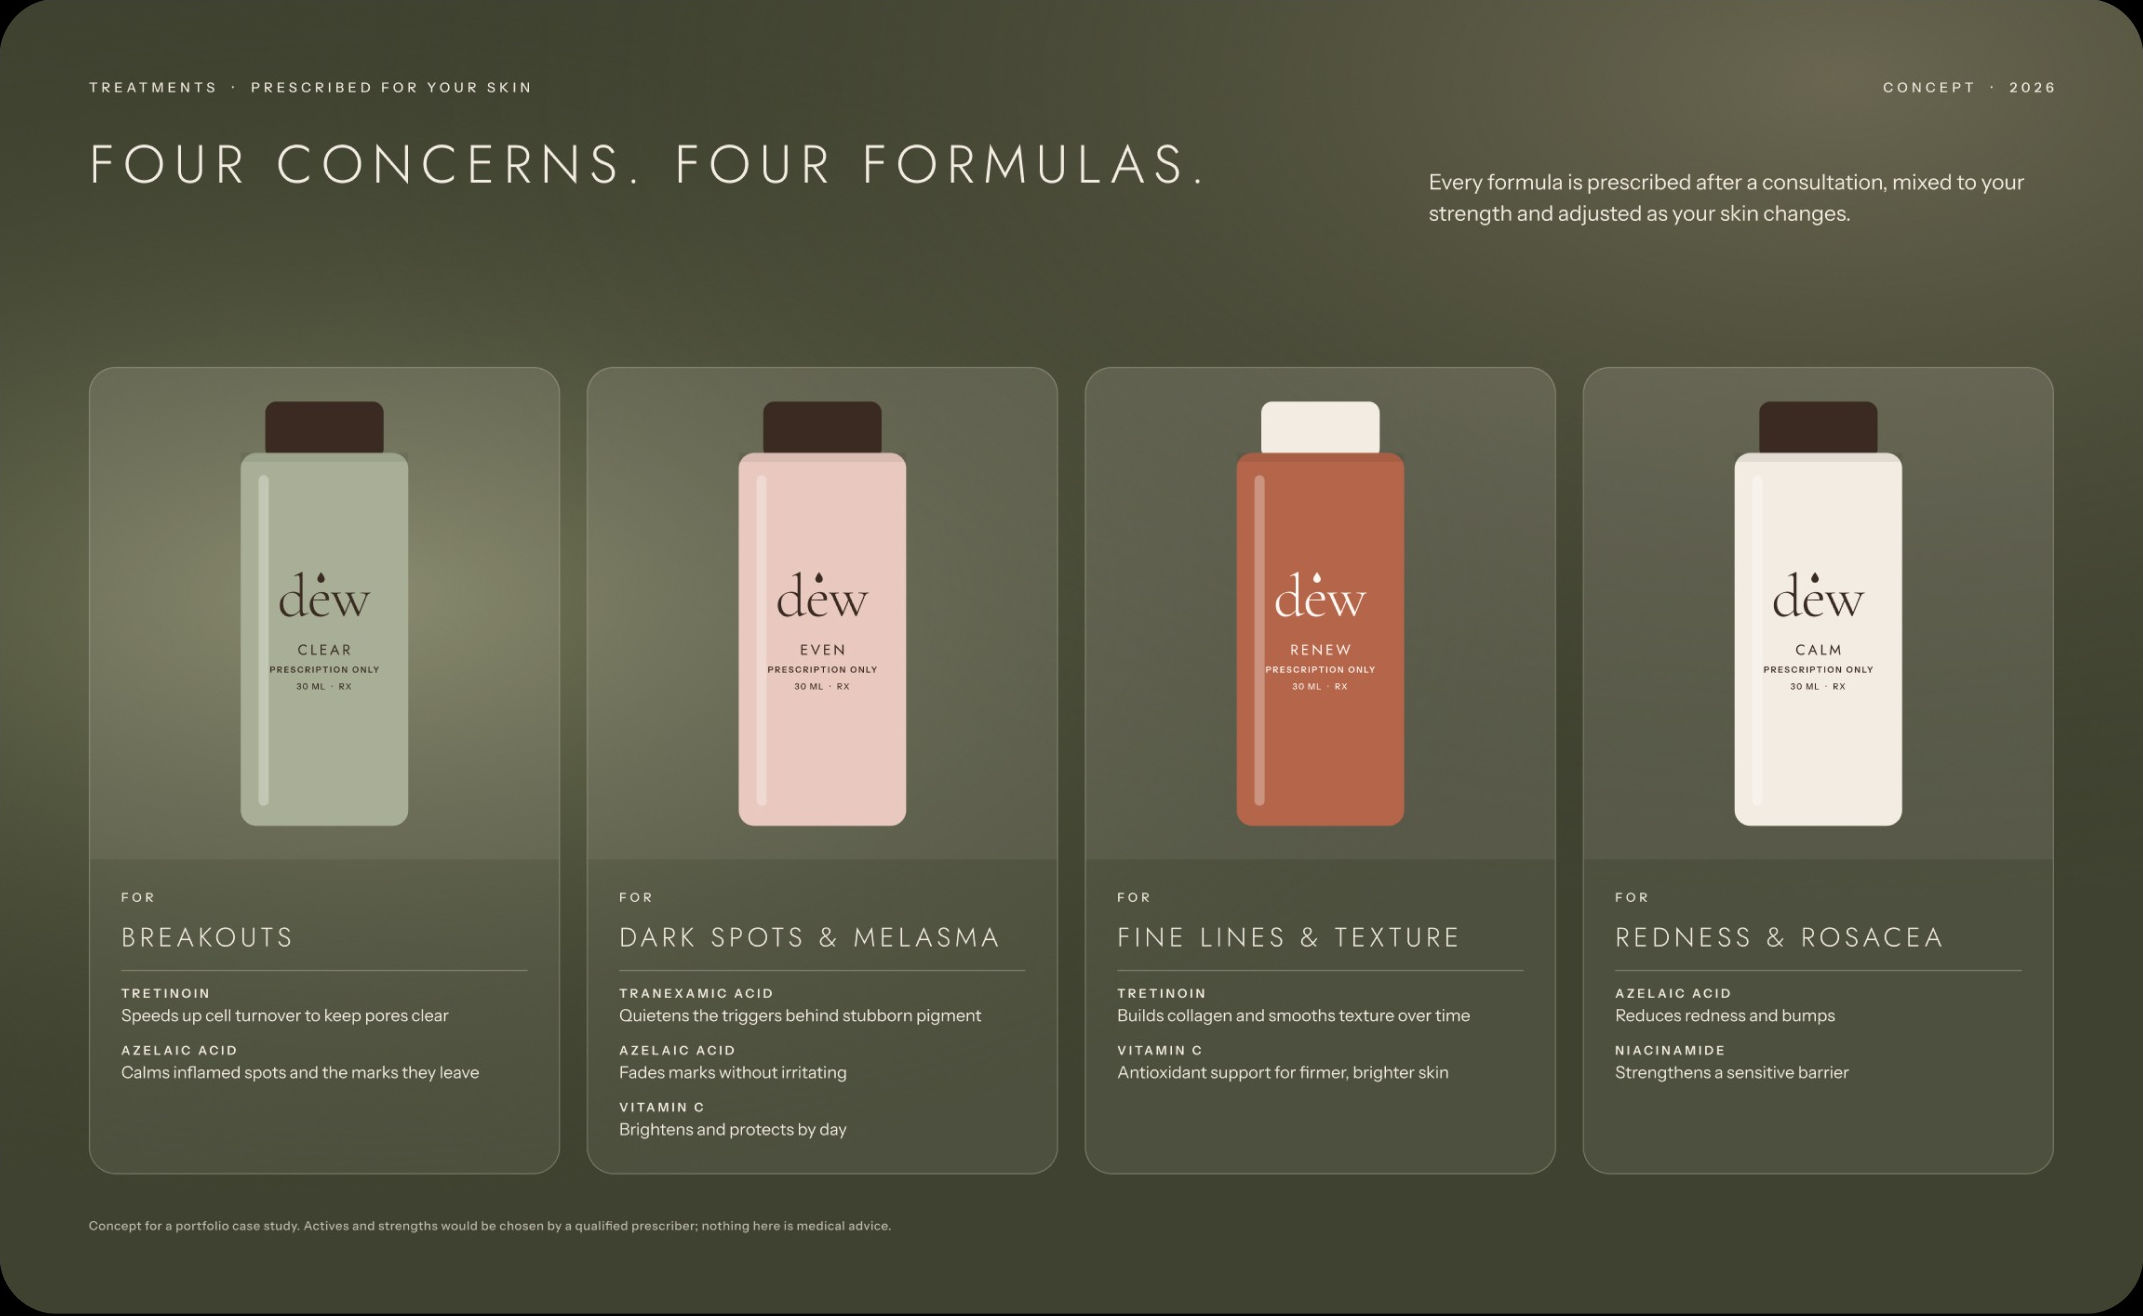 TREATMENTS · PRESCRIBED FOR YOUR SKIN
CONCEPT · 2026
FOUR CONCERNS. FOUR FORMULAS.
Every formula is prescribed after a consultation, mixed to your
strength and adjusted as your skin changes.
dew
CLEAR
PRESCRIPTION ONLY
30 ML · RX
FOR
BREAKOUTS
TRETINOIN
Speeds up cell turnover to keep pores clear
AZELAIC ACID
Calms inflamed spots and the marks they leave
dew
EVEN
PRESCRIPTION ONLY
30 ML · RX
FOR
DARK SPOTS & MELASMA
TRANEXAMIC ACID
Quietens the triggers behind stubborn pigment
AZELAIC ACID
Fades marks without irritating
VITAMIN C
Brightens and protects by day
dew
RENEW
PRESCRIPTION ONLY
30 ML · RX
FOR
FINE LINES & TEXTURE
TRETINOIN
Builds collagen and smooths texture over time
VITAMIN C
Antioxidant support for firmer, brighter skin
dew
CALM
PRESCRIPTION ONLY
30 ML · RX
FOR
REDNESS & ROSACEA
AZELAIC ACID
Reduces redness and bumps
NIACINAMIDE
Strengthens a sensitive barrier
Concept for a portfolio case study. Actives and strengths would be chosen by a qualified prescriber; nothing here is medical advice.